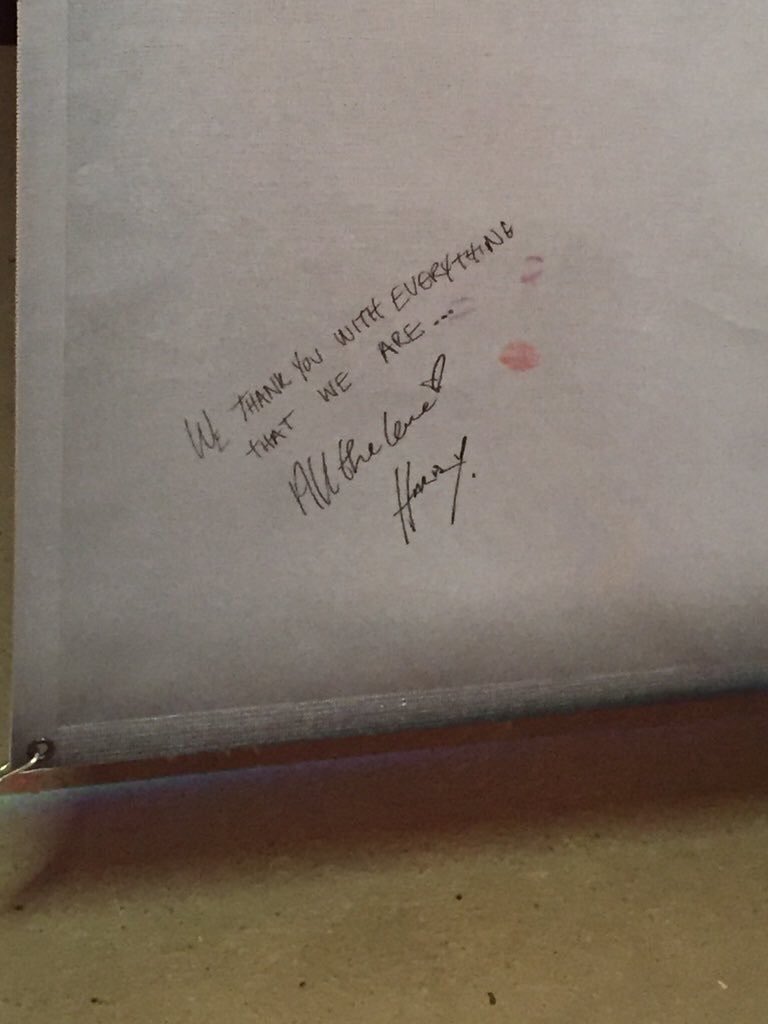 WE THANK YOU WITH EVERYTHING
THAT WE ARE...
All the love
Harry.